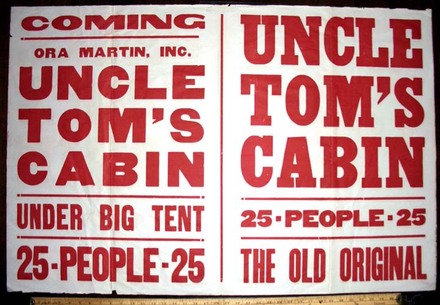 COMING
ORA MARTIN, INC.
UNCLE
TOM'S
CABIN
UNDER BIG TENT
25-PEOPLE-25
UNCLE
TOM'S
CABIN
25-PEOPLE-25
THE OLD ORIGINAL